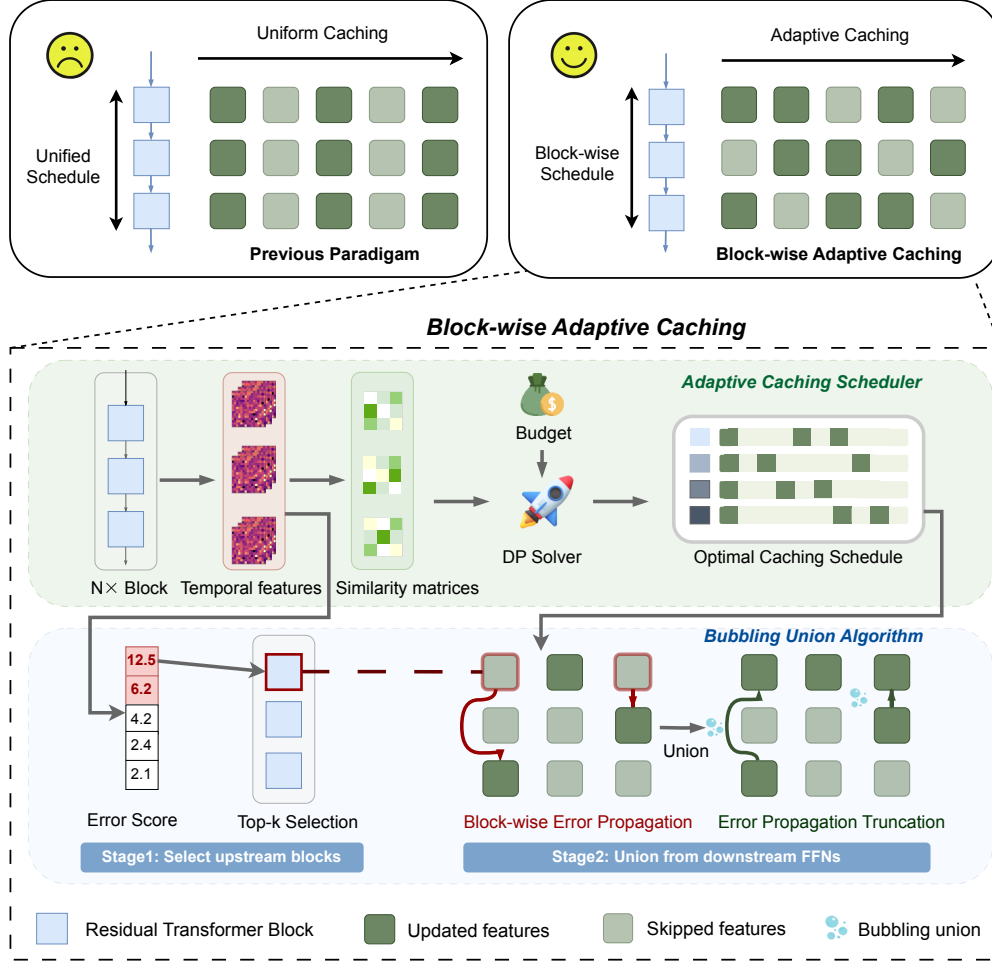 Uniform Caching
Unified
Schedule
Previous Paradigam
Adaptive Caching
Block-wise
Schedule
Block-wise Adaptive Caching
Block-wise Adaptive Caching
Adaptive Caching Scheduler
$
Budget
DP Solver
N× Block
Temporal features
Similarity matrices
Optimal Caching Schedule
Bubbling Union Algorithm
12.5
6.2
4.2
2.4
2.1
Union
Error Score
Top-k Selection
Block-wise Error Propagation
Error Propagation Truncation
Stage1: Select upstream blocks
Stage2: Union from downstream FFNs
Residual Transformer Block
Updated features
Skipped features
Bubbling union